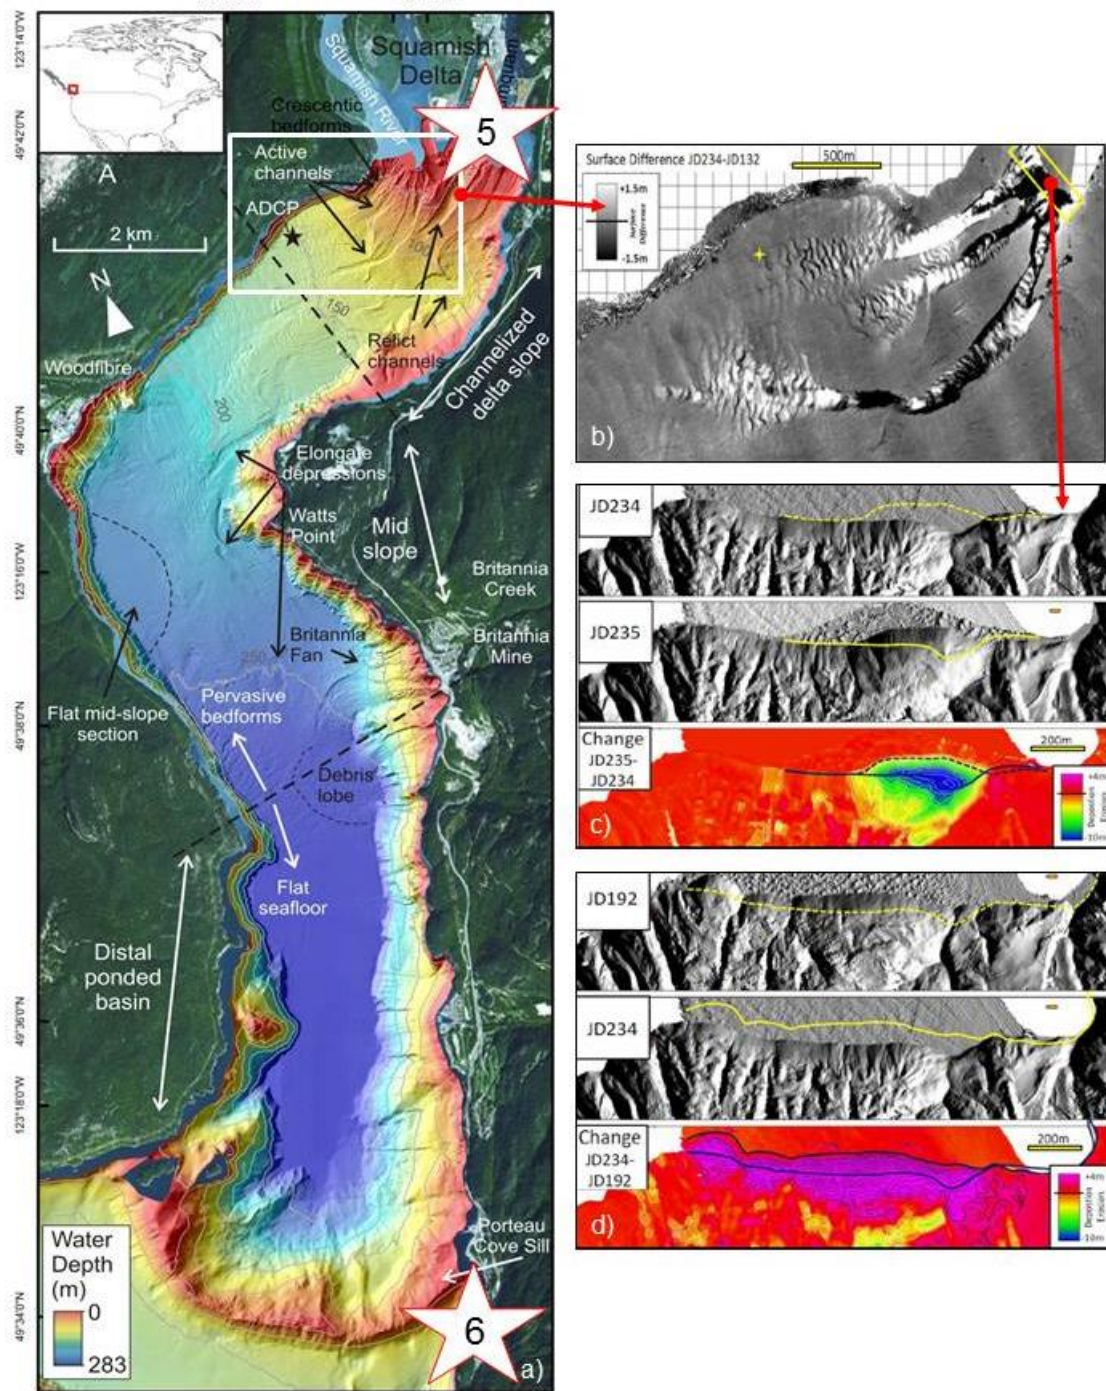 123°14'0"W
49°42'0"N
49°40'0"N
123°16'0"W
49°38'0"N
49°36'0"N
123°18'0"W
49°34'0"N
A
Squamish
Delta
Squamish River
5
Crescentic
bedforms
Active
channels
ADCP
2 km
N
100
150
200
250
Relict
channels
Channelized
delta slope
Woodfibre
Elongate
depressions
Watts
Point
Mid
slope
Britannia
Creek
Britannia
Fan
Britannia
Mine
Flat mid-slope
section
Pervasive
bedforms
Debris
lobe
Flat
seafloor
Distal
ponded
basin
Porteau
Cove Sill
Water
Depth
(m)
0
283
6
a)
Surface Difference JD234-JD132
500m
+1.5m
Surface
Difference
-1.5m
b)
JD234
JD235
Change
JD235-
JD234
200m
+4m
Deposition
Erosion
-10m
c)
JD192
JD234
Change
JD234-
JD192
200m
+4m
Deposition
Erosion
-10m
d)